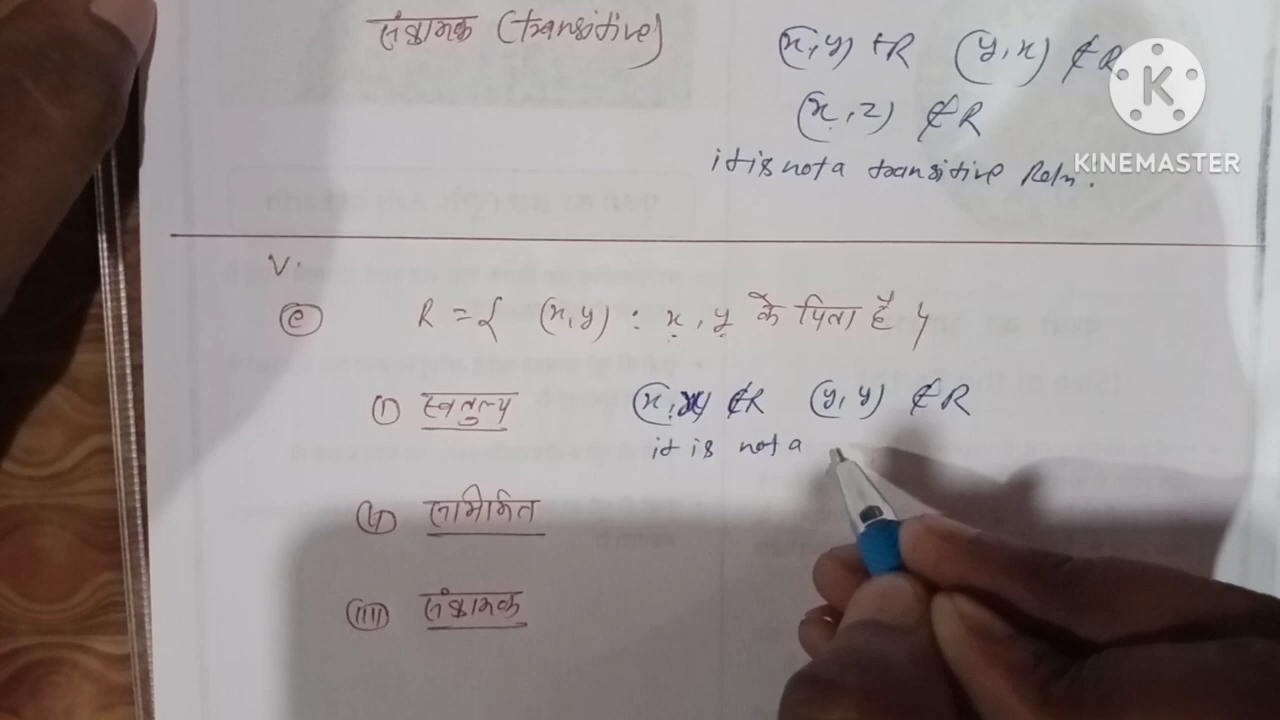 संक्रामक (transitive)
(x, y) ∈ R (y, x) ∉ R
(x, z) ∉ R
it is not a transitive Reln.
KINEMASTER
V.
(e) R = { (x, y) : x, y के पिता है }
(i) स्वतुल्य (x, x) ∉ R (y, y) ∉ R
it is not a
(ii) सममित
(iii) संक्रामक